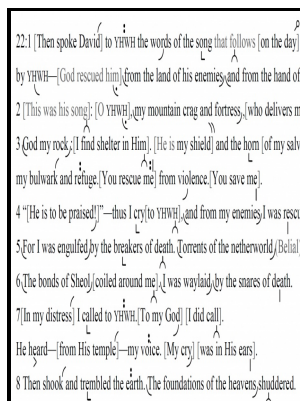 22:1 [Then spoke David] to YHWH the words of the song that follows [on the day]
by YHWH—[God rescued him], from the land of his enemies, and from the hand of
2 [This was his song]: [O YHWH], my mountain crag and fortress, [who delivers m
3 God my rock, [I find shelter in Him]. [He is my shield] and the horn [of my salv
my bulwark and refuge. [You rescue me] from violence. [You save me].
4 “[He is to be praised!]”—thus I cry [to YHWH], and from my enemies I was rescu
5 For I was engulfed by the breakers of death. Torrents of the netherworld (Belial
6 The bonds of Sheol [coiled around me], I was waylaid by the snares of death.
7 [In my distress] I called to YHWH. [To my God] [I did call].
He heard—[from His temple]—my voice. [My cry] [was in His ears].
8 Then shook and trembled the earth. The foundations of the heavens shuddered.